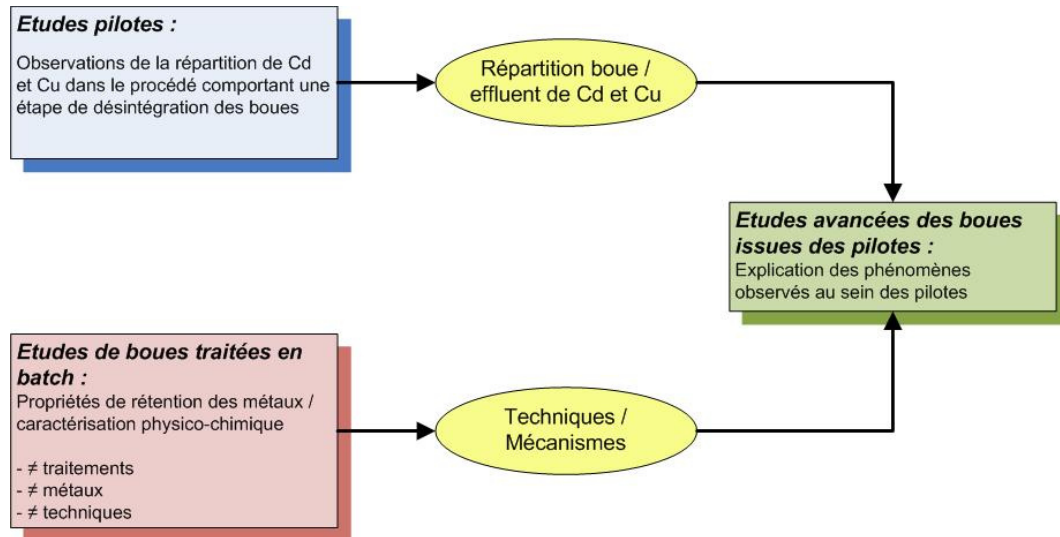 Etudes pilotes :
Observations de la répartition de Cd
et Cu dans le procédé comportant une
étape de désintégration des boues
Répartition boue /
effluent de Cd et Cu
Etudes avancées des boues
issues des pilotes :
Explication des phénomènes
observés au sein des pilotes
Etudes de boues traitées en
batch :
Propriétés de rétention des métaux /
caractérisation physico-chimique
- ≠ traitements
- ≠ métaux
- ≠ techniques
Techniques /
Mécanismes